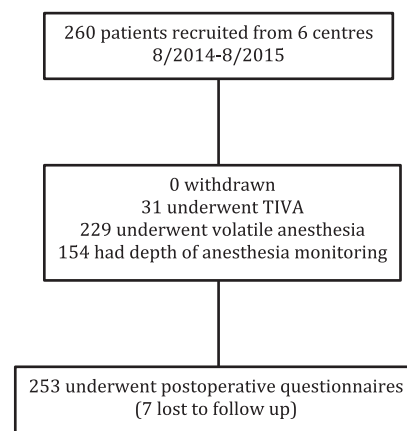 260 patients recruited from 6 centres
8/2014-8/2015
0 withdrawn
31 underwent TIVA
229 underwent volatile anesthesia
154 had depth of anesthesia monitoring
253 underwent postoperative questionnaires
(7 lost to follow up)